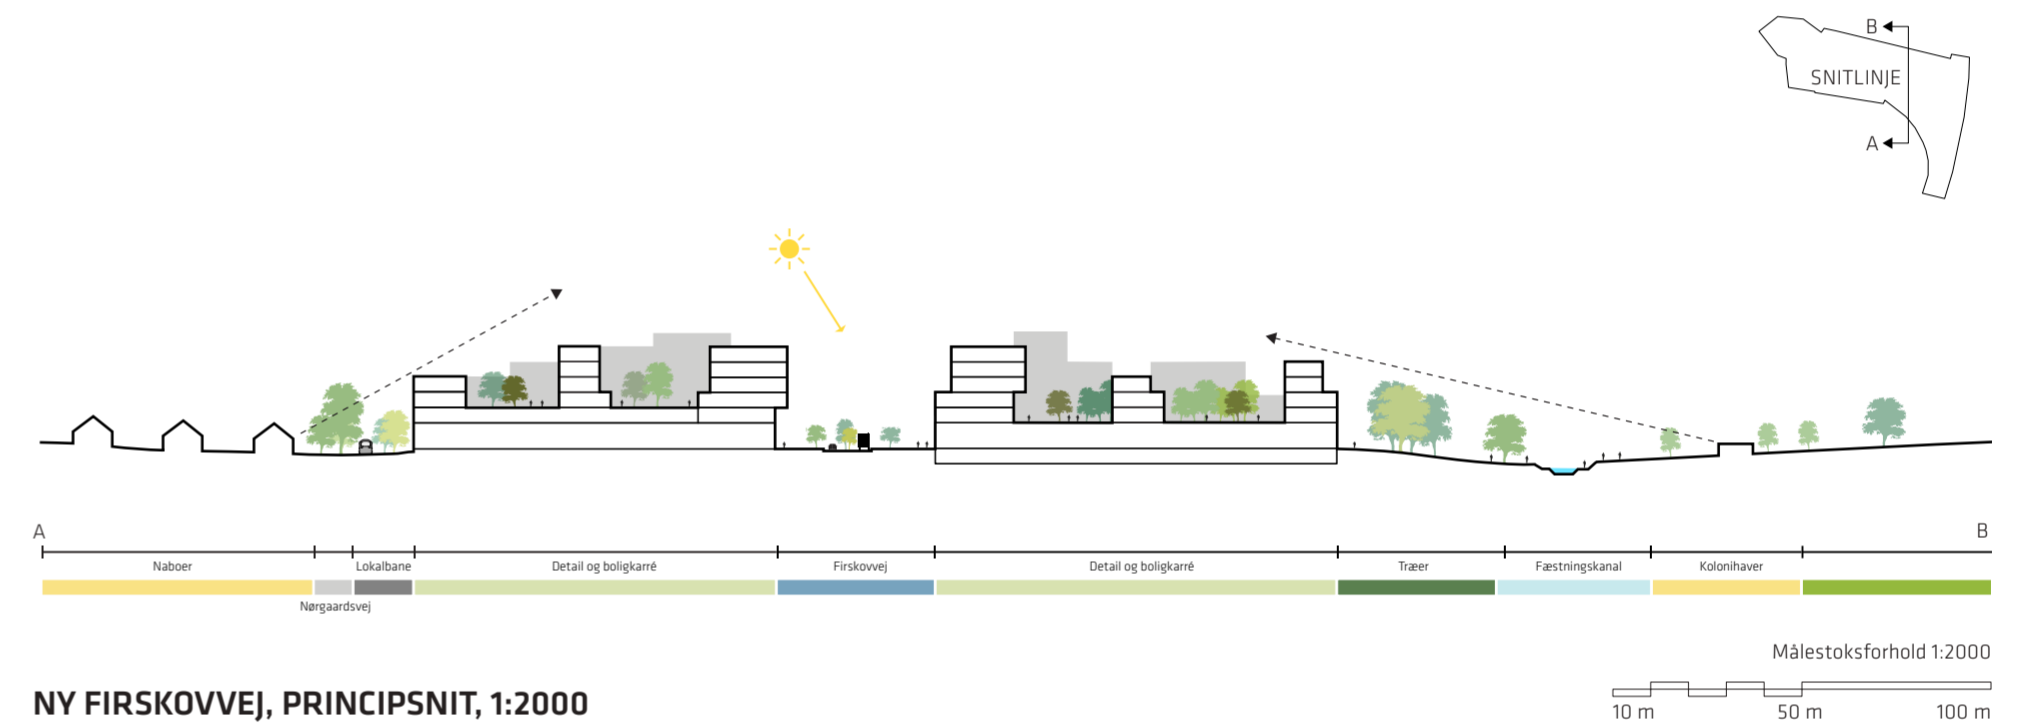 B
SNITLINJE
A
A
B
Naboer
Lokalbane
Detail og boligkarré
Firskovvej
Detail og boligkarré
Træer
Fæstningskanal
Kolonihaver
Nørgaardsvej
Målestoksforhold 1:2000
NY FIRSKOVVEJ, PRINCIPSNIT, 1:2000
10 m 50 m 100 m